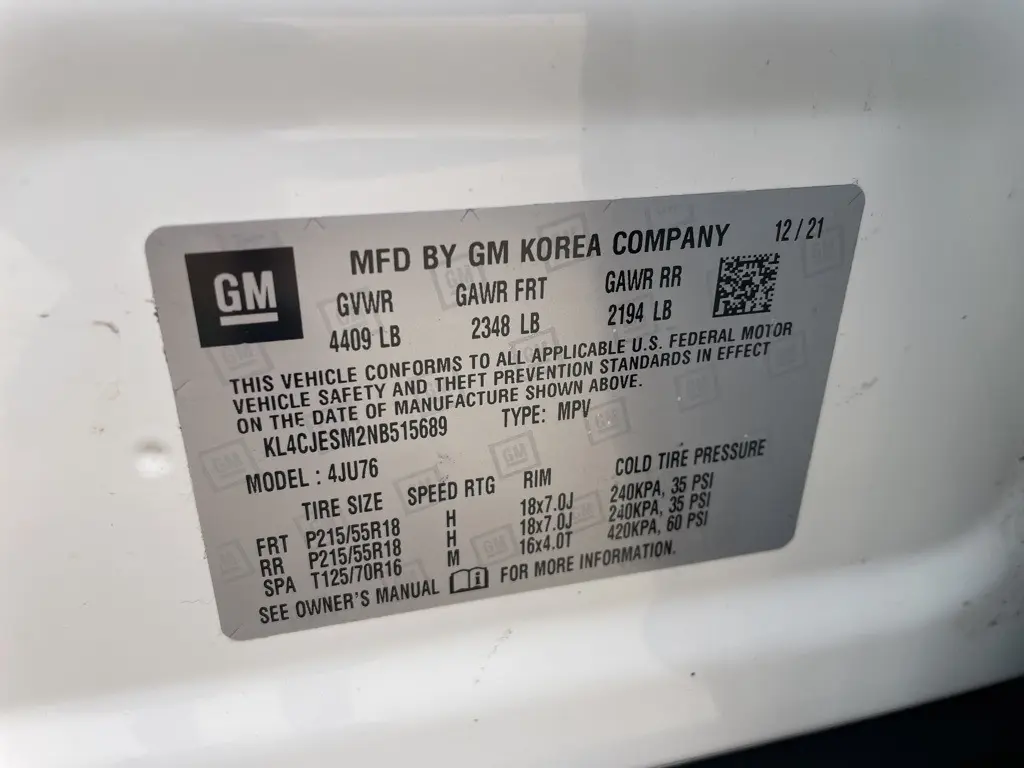 GM MFD BY GM KOREA COMPANY 12/21
GVWR GAWR FRT GAWR RR
4409 LB 2348 LB 2194 LB
THIS VEHICLE CONFORMS TO ALL APPLICABLE U.S. FEDERAL MOTOR
VEHICLE SAFETY AND THEFT PREVENTION STANDARDS IN EFFECT
ON THE DATE OF MANUFACTURE SHOWN ABOVE.
KL4CJESM2NB515689 TYPE: MPV
MODEL : 4JU76
TIRE SIZE SPEED RTG RIM COLD TIRE PRESSURE
FRT P215/55R18 H 18x7.0J 240KPA, 35 PSI
RR P215/55R18 H 18x7.0J 240KPA, 35 PSI
SPA T125/70R16 M 16x4.0T 420KPA, 60 PSI
SEE OWNER'S MANUAL FOR MORE INFORMATION.